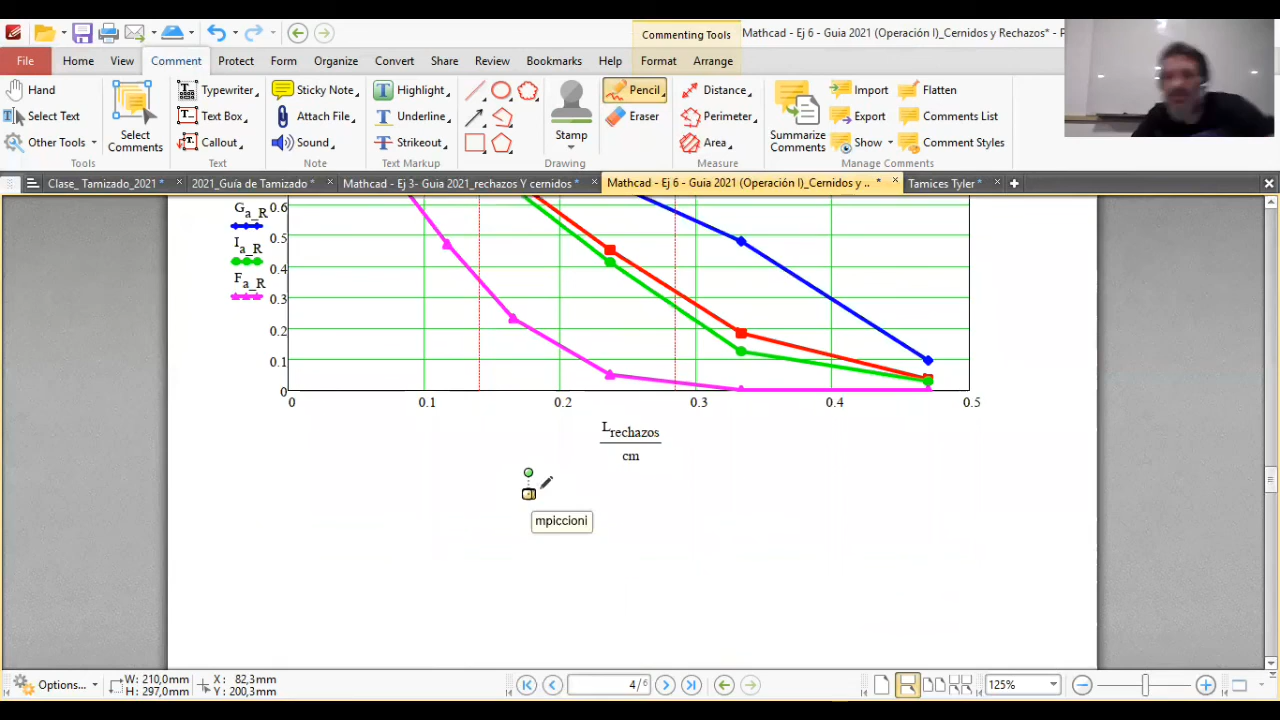 Commenting Tools
Mathcad - Ej 6 - Guia 2021 (Operación I)_Cernidos y Rechazos* - P
File Home View Comment Protect Form Organize Convert Share Review Bookmarks Help Format Arrange
Hand Typewriter Sticky Note Highlight Pencil Distance Import Flatten
Select Text Text Box Attach File Underline Eraser Perimeter Export Comments List
Other Tools Callout Sound Strikeout Area Show Comment Styles
Select Comments
Stamp
Summarize Comments
Tools Text Note Text Markup Drawing Measure Manage Comments
Clase_ Tamizado_2021 * 2021_Guía de Tamizado * Mathcad - Ej 3- Guia 2021_rechazos Y cernidos * Mathcad - Ej 6 - Guia 2021 (Operación I)_Cernidos y .. * Tamices Tyler *
Ga_R
Ia_R
Fa_R
0.6
0.5
0.4
0.3
0.2
0.1
0
0 0.1 0.2 0.3 0.4 0.5
Lrechazos
cm
mpiccioni
Options...
W: 210,0mm
H: 297,0mm
X: 82,3mm
Y: 200,3mm
4/6
125%